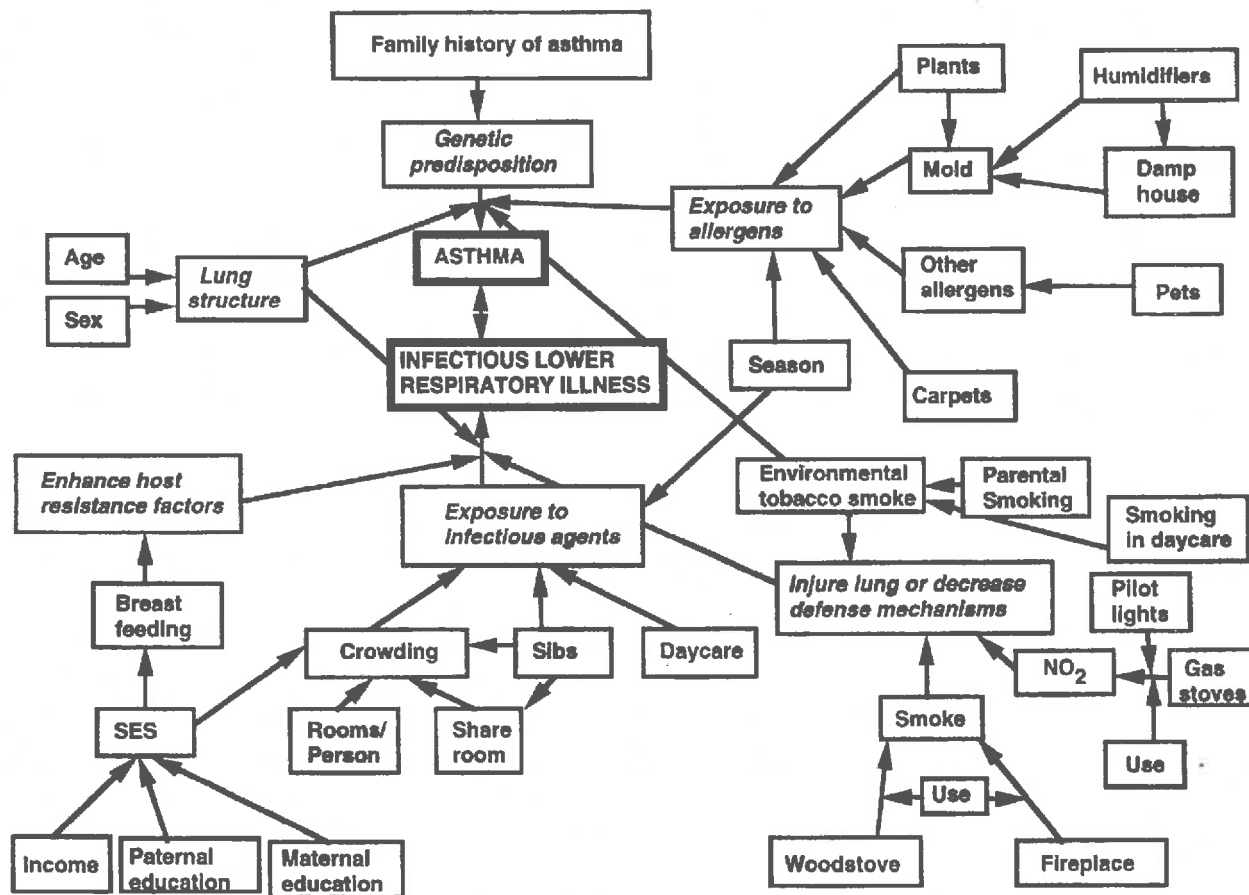 Family history of asthma
Plants
Humidifiers
Genetic
predisposition
Mold
Damp
house
Exposure to
allergens
Age
Lung
structure
ASTHMA
Other
allergens
Pets
Sex
INFECTIOUS LOWER
RESPIRATORY ILLNESS
Season
Carpets
Enhance host
resistance factors
Environmental
tobacco smoke
Parental
Smoking
Exposure to
infectious agents
Smoking
in daycare
Injure lung or decrease
defense mechanisms
Pilot
lights
Breast
feeding
Crowding
Sibs
Daycare
NO2
Gas
stoves
SES
Rooms/
Person
Share
room
Smoke
Use
Use
Income
Paternal
education
Maternal
education
Woodstove
Fireplace